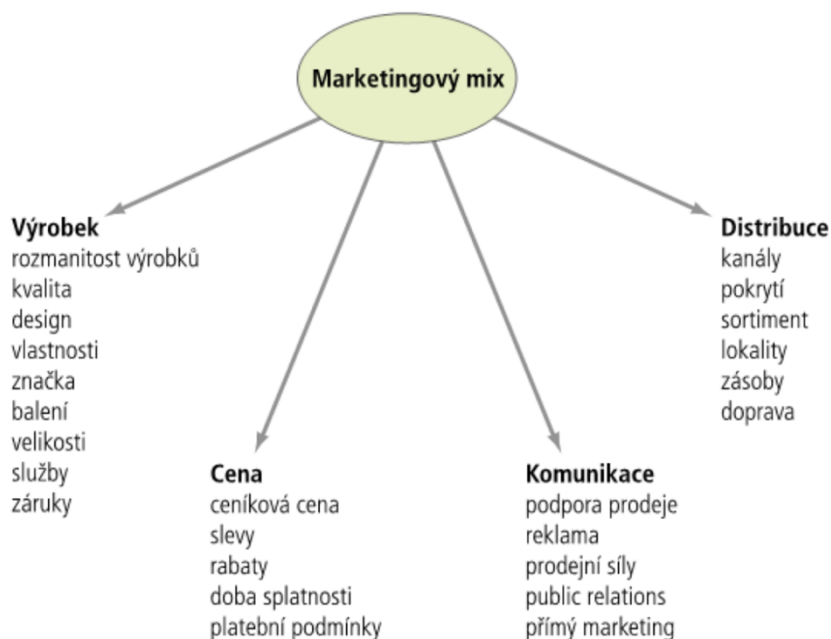 Marketingový mix
Výrobek
rozmanitost výrobků
kvalita
design
vlastnosti
značka
balení
velikosti
služby
záruky
Cena
ceníková cena
slevy
rabaty
doba splatnosti
platební podmínky
Komunikace
podpora prodeje
reklama
prodejní síly
public relations
přímý marketing
Distribuce
kanály
pokrytí
sortiment
lokality
zásoby
doprava